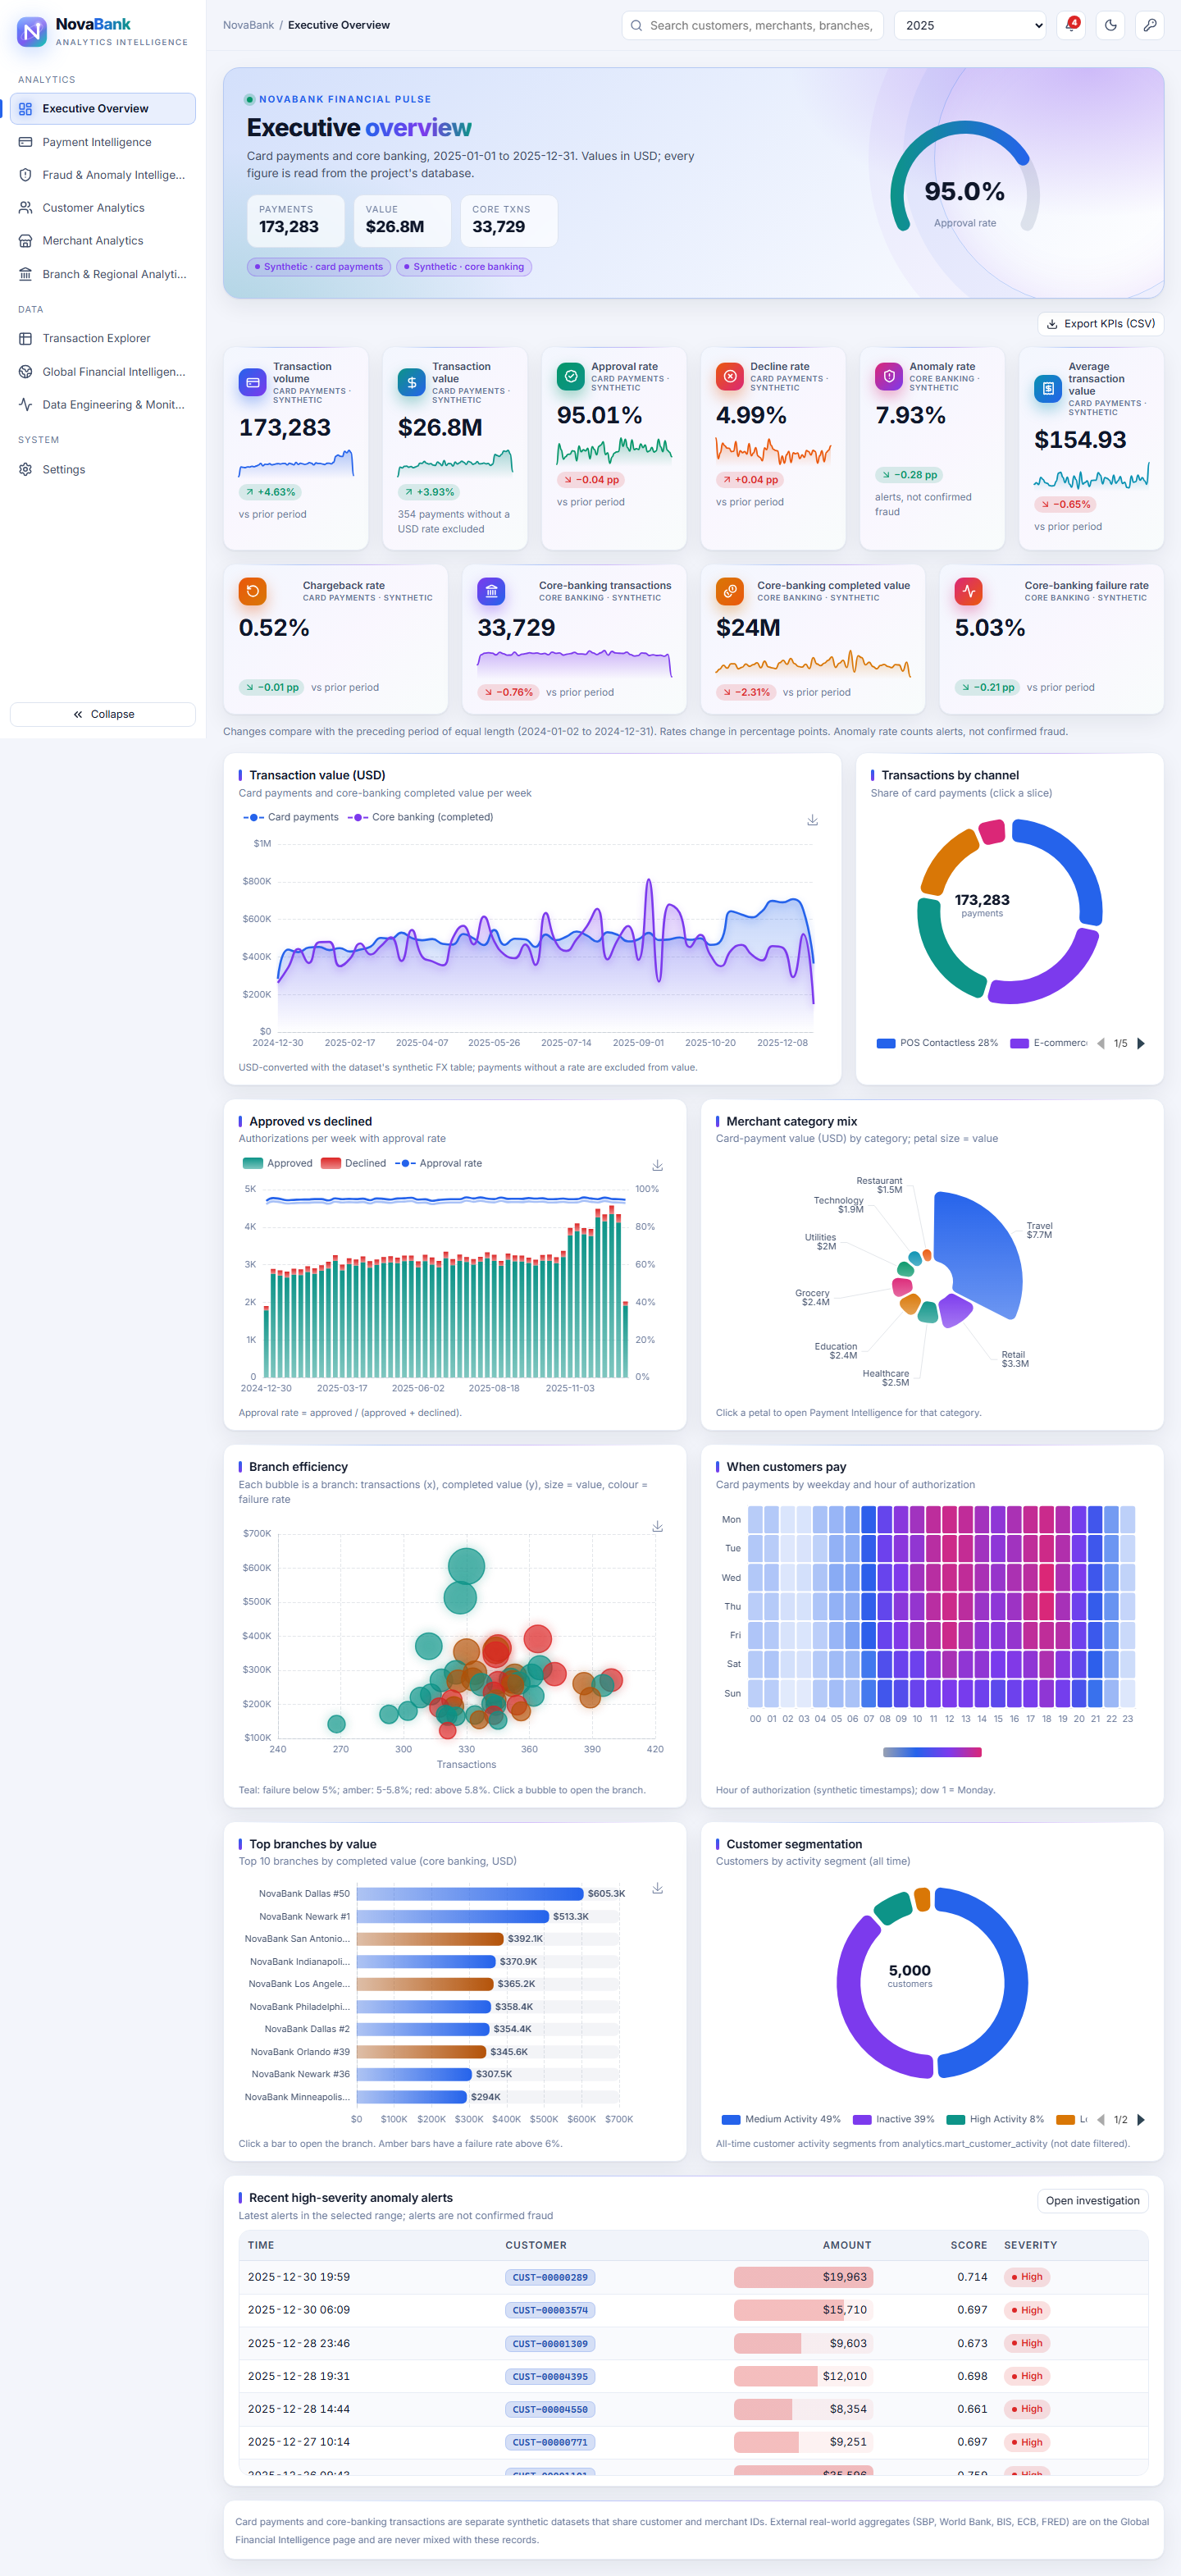 NovaBank
ANALYTICS INTELLIGENCE
ANALYTICS
Executive Overview
Payment Intelligence
Fraud & Anomaly Intellige...
Customer Analytics
Merchant Analytics
Branch & Regional Analyti...
DATA
Transaction Explorer
Global Financial Intelligen...
Data Engineering & Monit...
SYSTEM
Settings
Collapse
NovaBank / Executive Overview
Search customers, merchants, branches,
2025
4
NOVABANK FINANCIAL PULSE
Executive overview
Card payments and core banking, 2025-01-01 to 2025-12-31. Values in USD; every
figure is read from the project's database.
PAYMENTS
173,283
VALUE
$26.8M
CORE TXNS
33,729
Synthetic · card payments
Synthetic · core banking
95.0%
Approval rate
Export KPIs (CSV)
Transaction volume
CARD PAYMENTS · SYNTHETIC
173,283
+4.63%
vs prior period
Transaction value
CARD PAYMENTS · SYNTHETIC
$26.8M
+3.93%
354 payments without a
USD rate excluded
Approval rate
CARD PAYMENTS · SYNTHETIC
95.01%
−0.04 pp
vs prior period
Decline rate
CARD PAYMENTS · SYNTHETIC
4.99%
+0.04 pp
vs prior period
Anomaly rate
CORE BANKING · SYNTHETIC
7.93%
−0.28 pp
alerts, not confirmed
fraud
Average transaction value
CARD PAYMENTS · SYNTHETIC
$154.93
−0.65%
vs prior period
Chargeback rate
CARD PAYMENTS · SYNTHETIC
0.52%
−0.01 pp vs prior period
Core-banking transactions
CORE BANKING · SYNTHETIC
33,729
−0.76% vs prior period
Core-banking completed value
CORE BANKING · SYNTHETIC
$24M
−2.31% vs prior period
Core-banking failure rate
CORE BANKING · SYNTHETIC
5.03%
−0.21 pp vs prior period
Changes compare with the preceding period of equal length (2024-01-02 to 2024-12-31). Rates change in percentage points. Anomaly rate counts alerts, not confirmed fraud.
Transaction value (USD)
Card payments and core-banking completed value per week
Card payments Core banking (completed)
$1M
$800K
$600K
$400K
$200K
$0
2024-12-30 2025-02-17 2025-04-07 2025-05-26 2025-07-14 2025-09-01 2025-10-20 2025-12-08
USD-converted with the dataset's synthetic FX table; payments without a rate are excluded from value.
Transactions by channel
Share of card payments (click a slice)
173,283
payments
POS Contactless 28% E-commerc 1/5
Approved vs declined
Authorizations per week with approval rate
Approved Declined Approval rate
5K 100%
4K 80%
3K 60%
2K 40%
1K 20%
0 0%
2024-12-30 2025-03-17 2025-06-02 2025-08-18 2025-11-03
Approval rate = approved / (approved + declined).
Merchant category mix
Card-payment value (USD) by category; petal size = value
Restaurant
$1.5M
Technology
$1.9M
Utilities
$2M
Grocery
$2.4M
Education
$2.4M
Healthcare
$2.5M
Travel
$7.7M
Retail
$3.3M
Click a petal to open Payment Intelligence for that category.
Branch efficiency
Each bubble is a branch: transactions (x), completed value (y), size = value, colour =
failure rate
$700K
$600K
$500K
$400K
$300K
$200K
$100K
240 270 300 330 360 390 420
Transactions
Teal: failure below 5%; amber: 5-5.8%; red: above 5.8%. Click a bubble to open the branch.
When customers pay
Card payments by weekday and hour of authorization
Mon
Tue
Wed
Thu
Fri
Sat
Sun
00 01 02 03 04 05 06 07 08 09 10 11 12 13 14 15 16 17 18 19 20 21 22 23
Hour of authorization (synthetic timestamps); dow 1 = Monday.
Top branches by value
Top 10 branches by completed value (core banking, USD)
NovaBank Dallas #50 $605.3K
NovaBank Newark #1 $513.3K
NovaBank San Antonio... $392.1K
NovaBank Indianapoli... $370.9K
NovaBank Los Angele... $365.2K
NovaBank Philadelphi... $358.4K
NovaBank Dallas #2 $354.4K
NovaBank Orlando #39 $345.6K
NovaBank Newark #36 $307.5K
NovaBank Minneapolis... $294K
$0 $100K $200K $300K $400K $500K $600K $700K
Click a bar to open the branch. Amber bars have a failure rate above 6%.
Customer segmentation
Customers by activity segment (all time)
5,000
customers
Medium Activity 49% Inactive 39% High Activity 8% Lo 1/2
All-time customer activity segments from analytics.mart_customer_activity (not date filtered).
Recent high-severity anomaly alerts
Latest alerts in the selected range; alerts are not confirmed fraud
Open investigation
TIME CUSTOMER AMOUNT SCORE SEVERITY
2025-12-30 19:59 CUST-00000289 $19,963 0.714 High
2025-12-30 06:09 CUST-00003574 $15,710 0.697 High
2025-12-28 23:46 CUST-00001309 $9,603 0.673 High
2025-12-28 19:31 CUST-00004395 $12,010 0.698 High
2025-12-28 14:44 CUST-00004550 $8,354 0.661 High
2025-12-27 10:14 CUST-00000771 $9,251 0.697 High
Card payments and core-banking transactions are separate synthetic datasets that share customer and merchant IDs. External real-world aggregates (SBP, World Bank, BIS, ECB, FRED) are on the Global
Financial Intelligence page and are never mixed with these records.